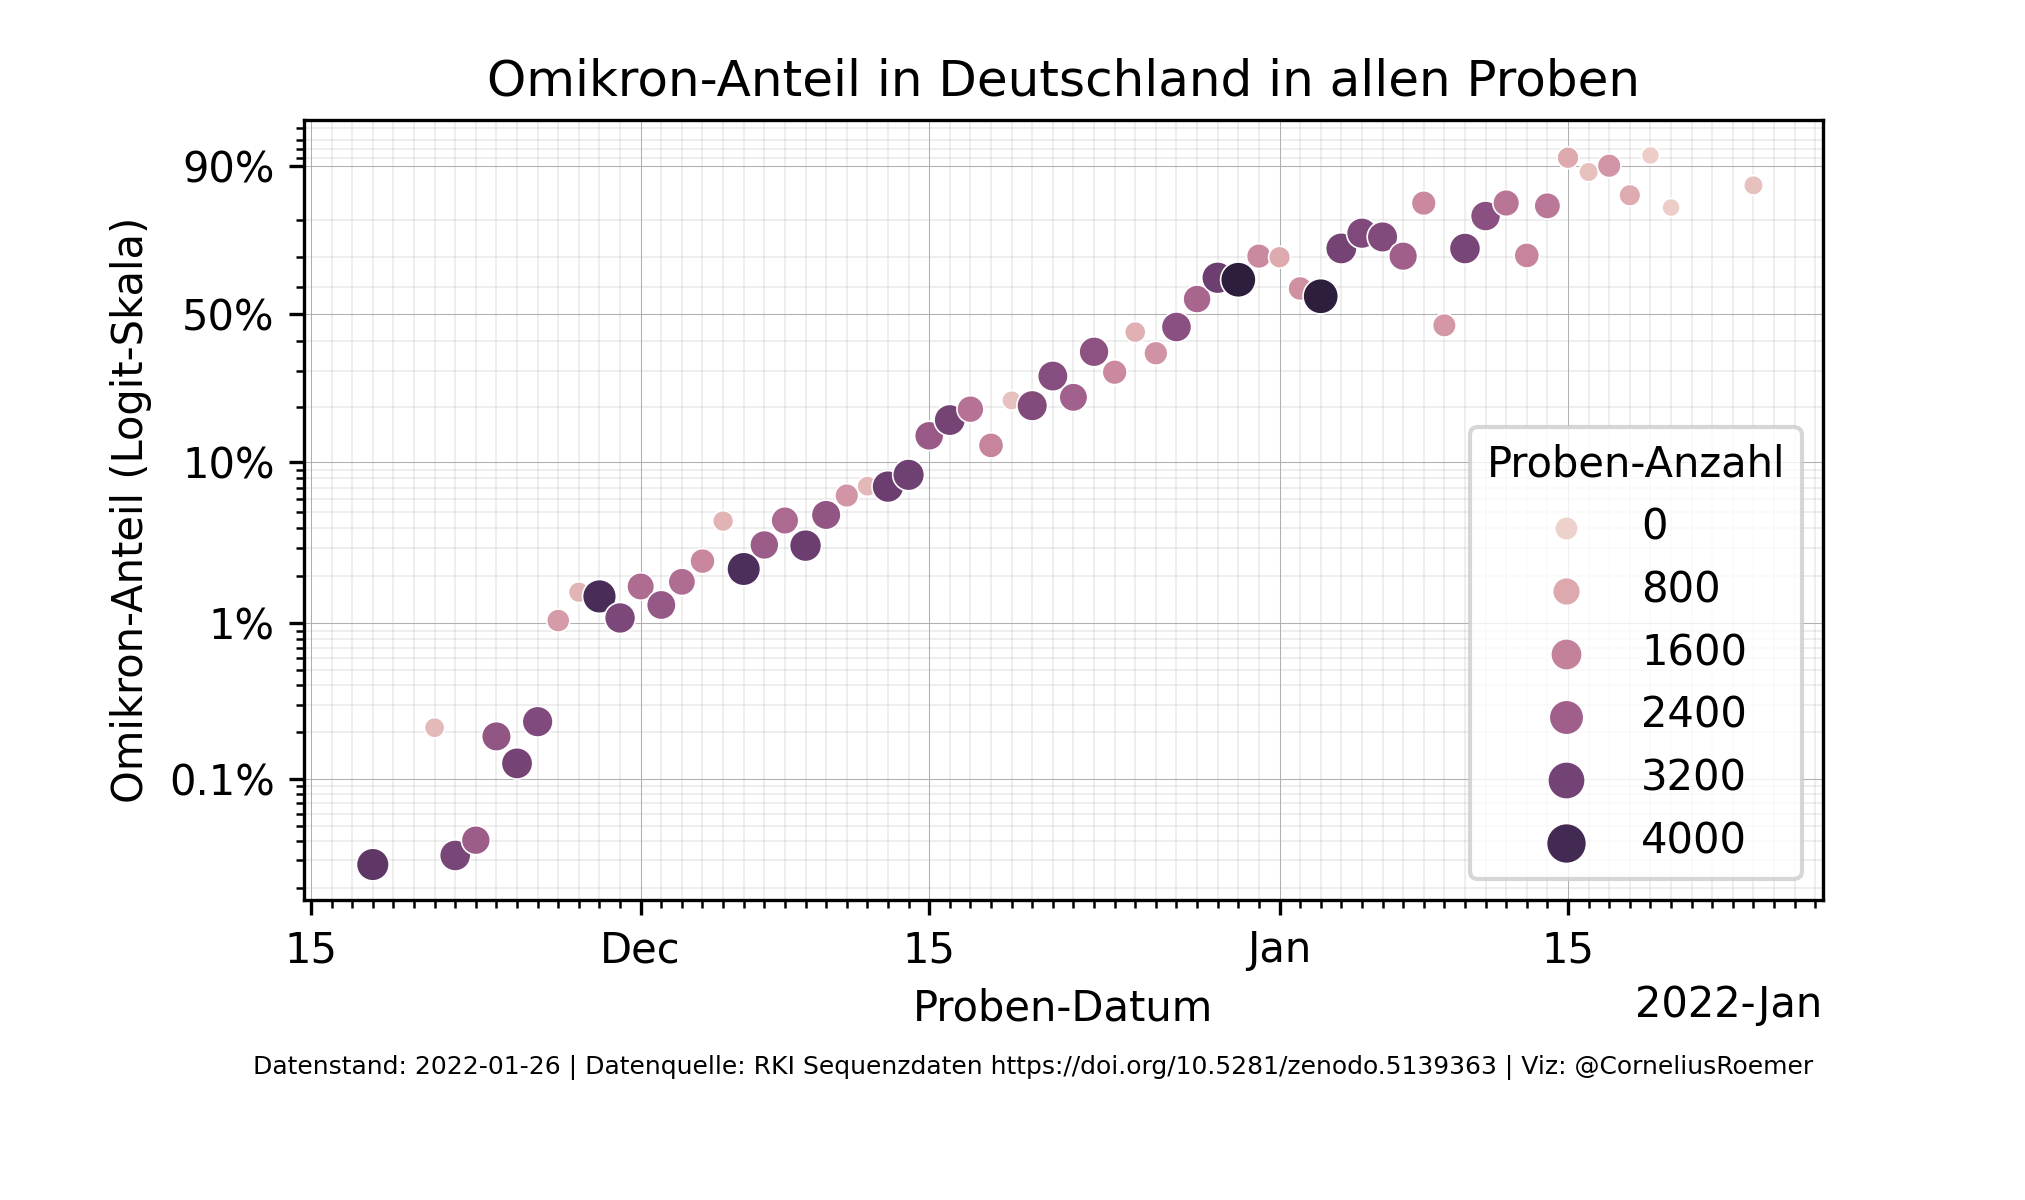 Omikron-Anteil in Deutschland in allen Proben
Omikron-Anteil (Logit-Skala)
90%
50%
10%
1%
0.1%
Proben-Anzahl
0
800
1600
2400
3200
4000
15 Dec 15 Jan 15
Proben-Datum
2022-Jan
Datenstand: 2022-01-26 | Datenquelle: RKI Sequenzdaten https://doi.org/10.5281/zenodo.5139363 | Viz: @CorneliusRoemer